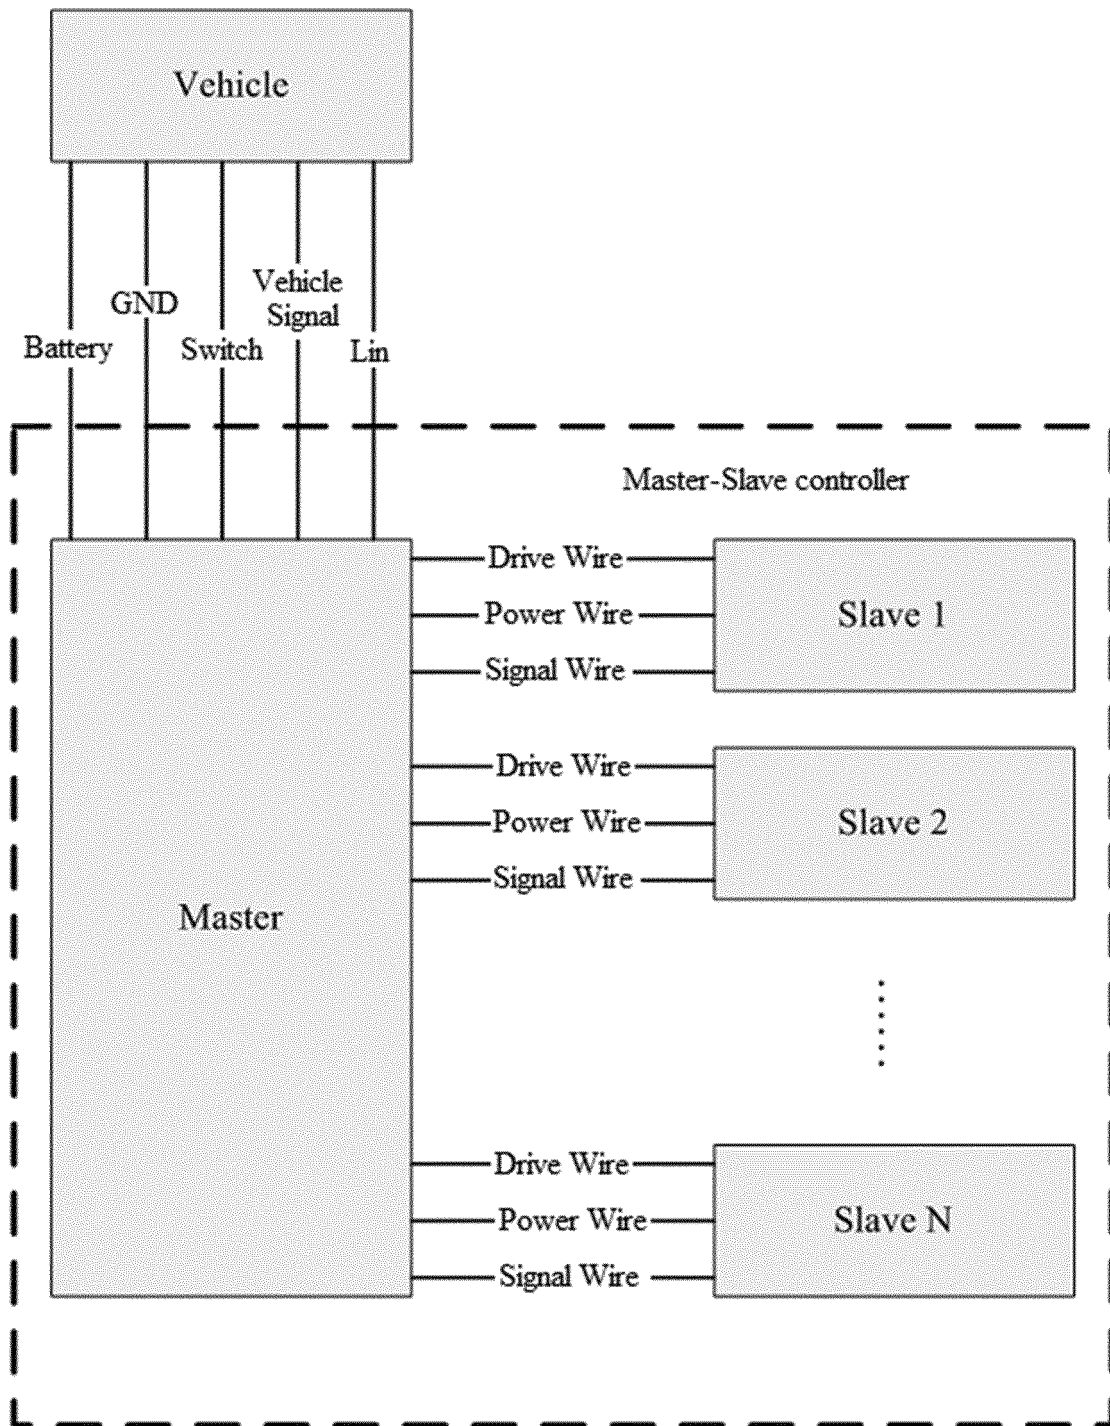 Vehicle
Vehicle
Signal
GND
Battery
Switch
Lin
Master-Slave controller
Drive Wire
Power Wire
Signal Wire
Slave 1
Drive Wire
Power Wire
Signal Wire
Slave 2
Master
Drive Wire
Power Wire
Signal Wire
Slave N